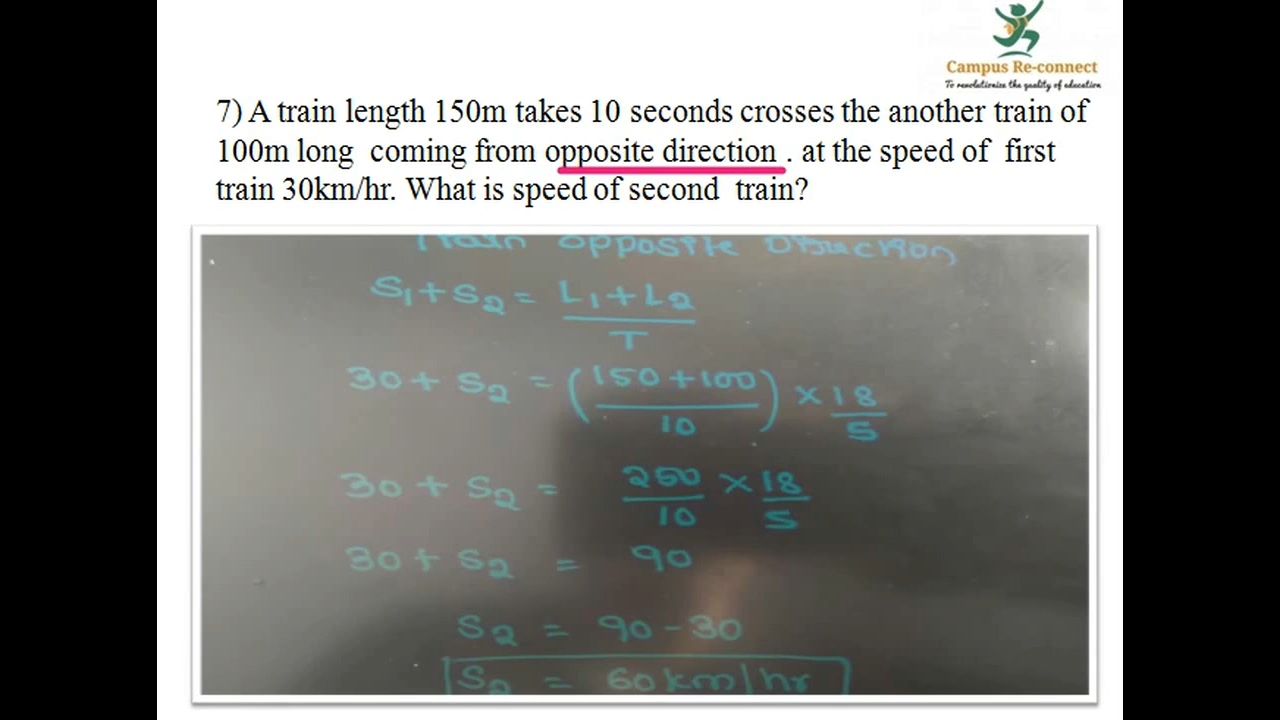 Campus Re-connect
To revolutionize the quality of education
7) A train length 150m takes 10 seconds crosses the another train of
100m long coming from opposite direction . at the speed of first
train 30km/hr. What is speed of second train?
Train opposite Direction
S₁+S₂ = L₁+L₂
T
30+ S₂ = (150+100) × 18
10 5
30 + S₂ = 250 × 18
10 5
30 + S₂ = 90
S₂ = 90-30
S₂ = 60km/hr